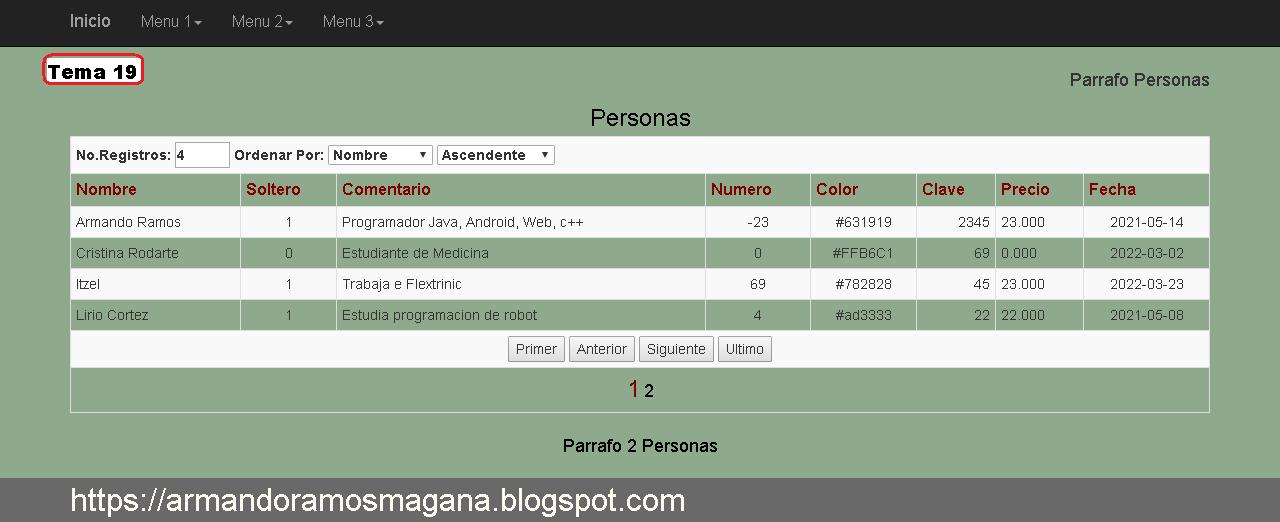 Inicio Menu 1 Menu 2 Menu 3
Tema 19
Parrafo Personas
Personas
No.Registros: 4 Ordenar Por: Nombre Ascendente
Nombre Soltero Comentario Numero Color Clave Precio Fecha
Armando Ramos 1 Programador Java, Android, Web, c++ -23 #631919 2345 23.000 2021-05-14
Cristina Rodarte 0 Estudiante de Medicina 0 #FFB6C1 69 0.000 2022-03-02
Itzel 1 Trabaja e Flextrinic 69 #782828 45 23.000 2022-03-23
Lirio Cortez 1 Estudia programacion de robot 4 #ad3333 22 22.000 2021-05-08
Primer Anterior Siguiente Ultimo
1 2
Parrafo 2 Personas
https://armandoramosmagana.blogspot.com